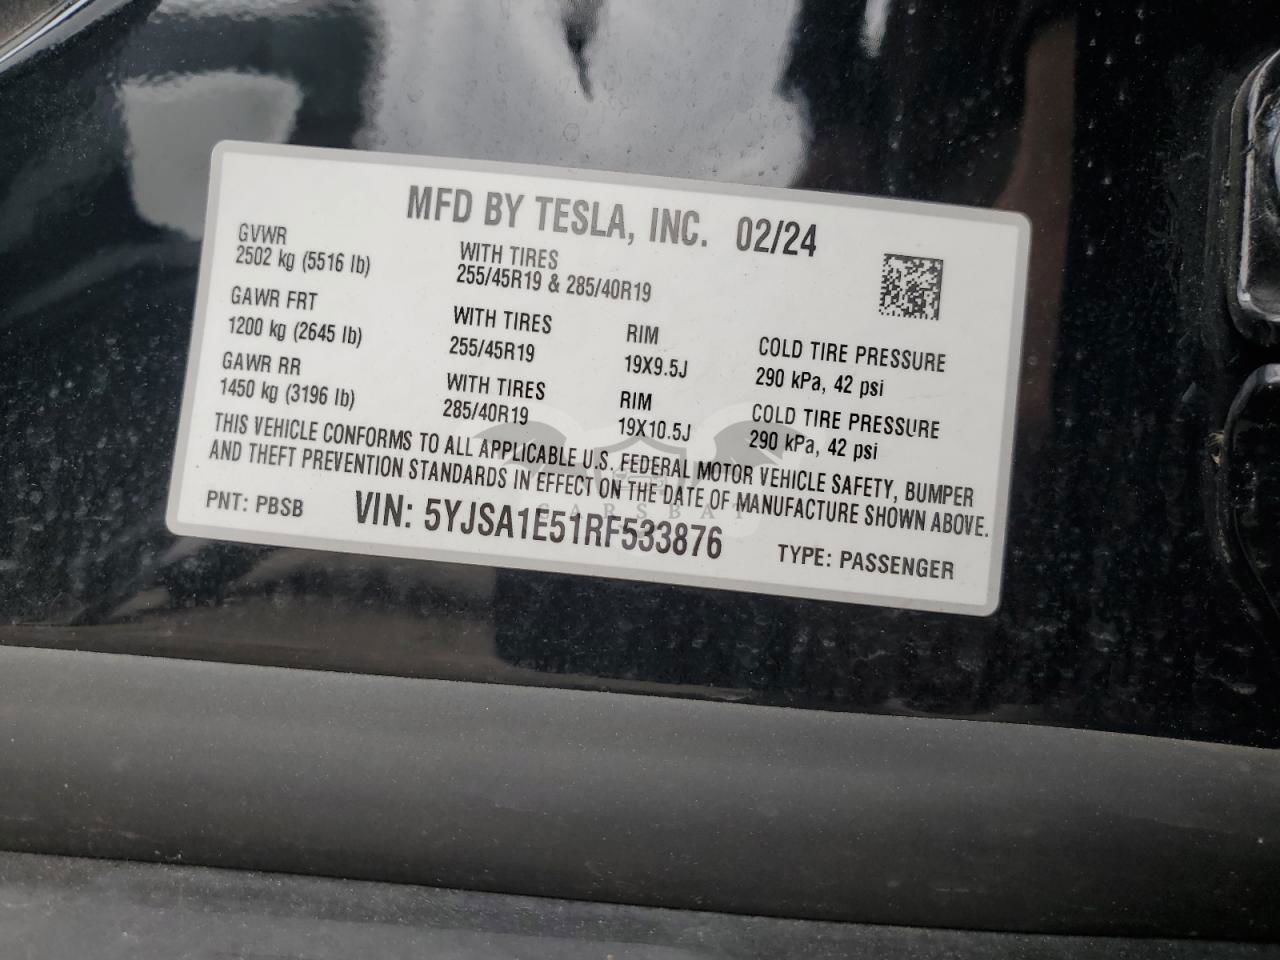 MFD BY TESLA, INC. 02/24
GVWR
2502 kg (5516 lb)
WITH TIRES
255/45R19 & 285/40R19
GAWR FRT
1200 kg (2645 lb)
WITH TIRES
255/45R19
RIM
19X9.5J
COLD TIRE PRESSURE
290 kPa, 42 psi
GAWR RR
1450 kg (3196 lb)
WITH TIRES
285/40R19
RIM
19X10.5J
COLD TIRE PRESSURE
290 kPa, 42 psi
THIS VEHICLE CONFORMS TO ALL APPLICABLE U.S. FEDERAL MOTOR VEHICLE SAFETY, BUMPER
AND THEFT PREVENTION STANDARDS IN EFFECT ON THE DATE OF MANUFACTURE SHOWN ABOVE.
PNT: PBSB VIN: 5YJSA1E51RF533876 TYPE: PASSENGER